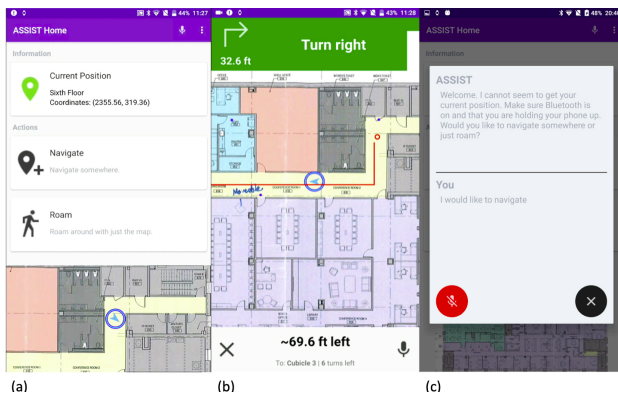 44% 11:27
ASSIST Home
Information
Current Position
Sixth Floor
Coordinates: (2355.56, 319.36)
Actions
Navigate
Navigate somewhere.
Roam
Roam around with just the map.
(a)
43% 11:28
Turn right
32.6 ft
~69.6 ft left
To: Cubicle 3 | 6 turns left
(b)
48% 20:46
ASSIST Home
ASSIST
Welcome. I cannot seem to get your
current position. Make sure Bluetooth is
on and that you are holding your phone up.
Would you like to navigate somewhere or
just roam?
You
I would like to navigate
(c)